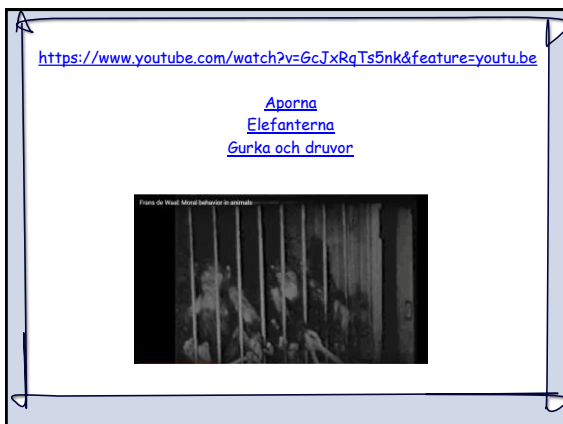 https://www.youtube.com/watch?v=GcJxRqTs5nk&feature=youtu.be
Aporna
Elefanterna
Gurka och druvor
Frans de Waal: Moral behavior in animals